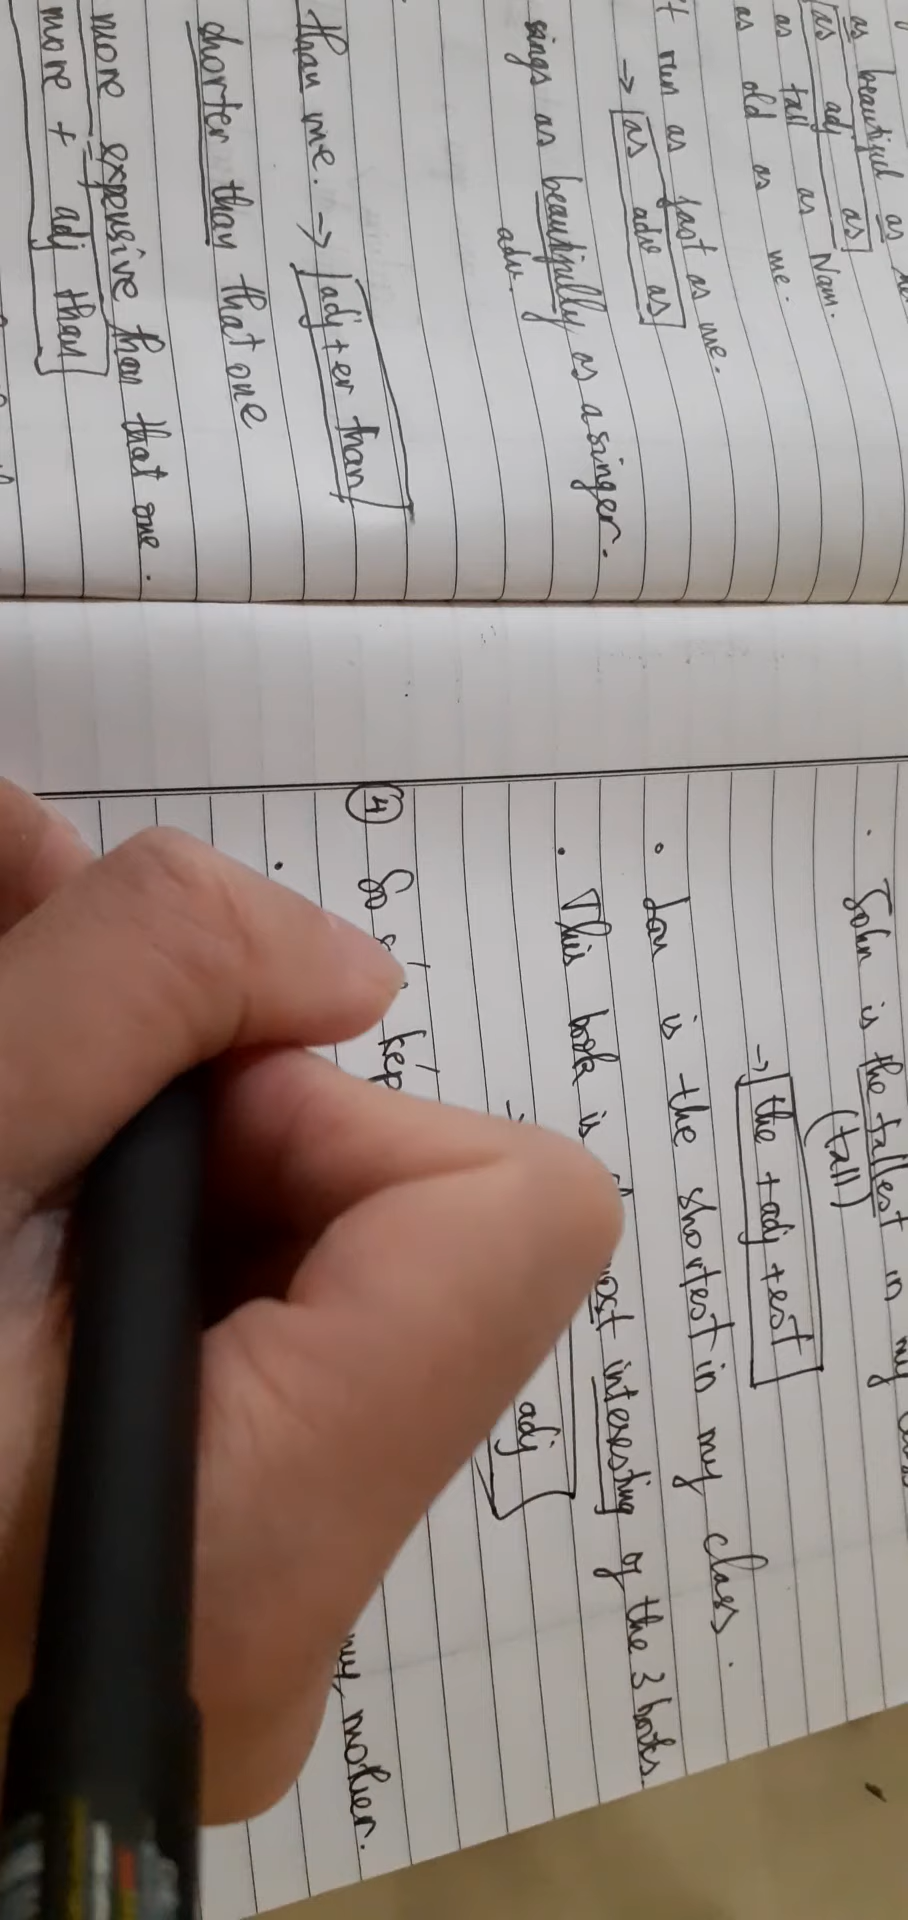 as beautiful as
as adj as
as tall as Nam.
as old as me.
't run as fast as me.
→ as adv as
sings as beautifully as a singer.
adv.
than me. → adj + er than
shorter than that one
more expensive than that one.
more + adj than
. John is the tallest in my
(tall)
→ the + adj + est
. Lan is the shortest in my class.
. This book is most interesting of the 3 books
adj
④ So kép
my mother.